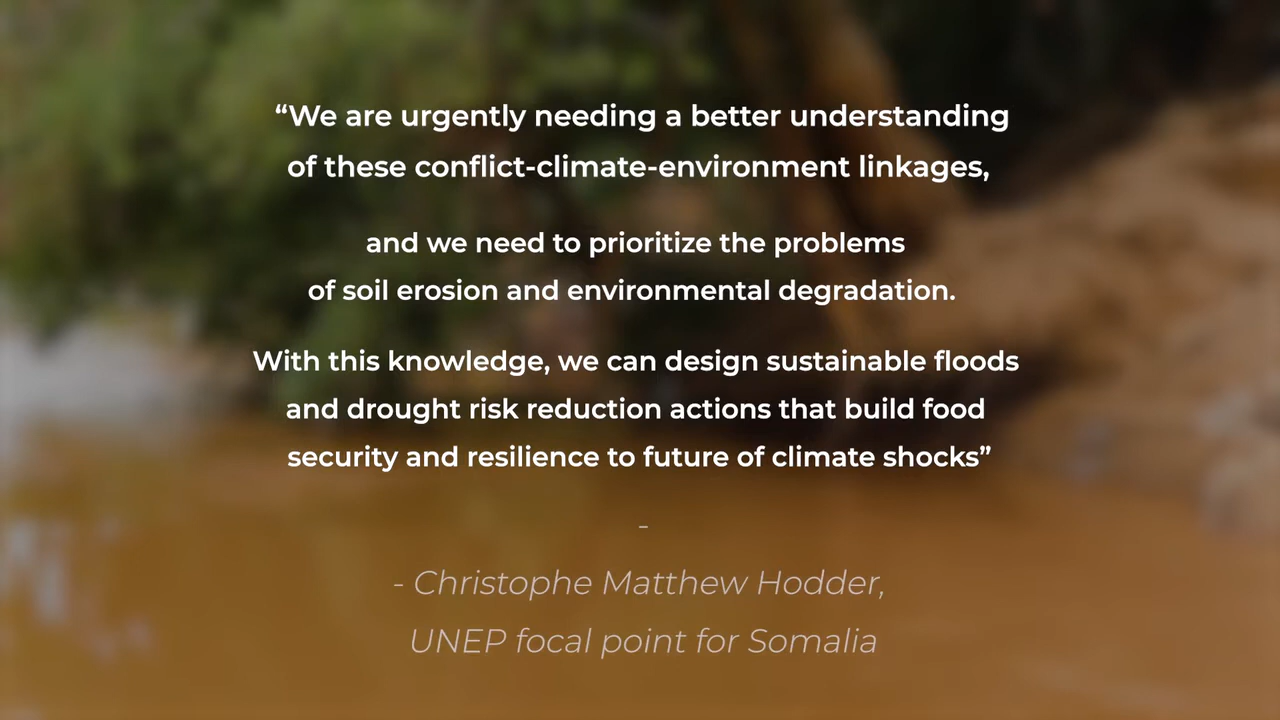 “We are urgently needing a better understanding
of these conflict-climate-environment linkages,
and we need to prioritize the problems
of soil erosion and environmental degradation.
With this knowledge, we can design sustainable floods
and drought risk reduction actions that build food
security and resilience to future of climate shocks”
-
- Christophe Matthew Hodder,
UNEP focal point for Somalia